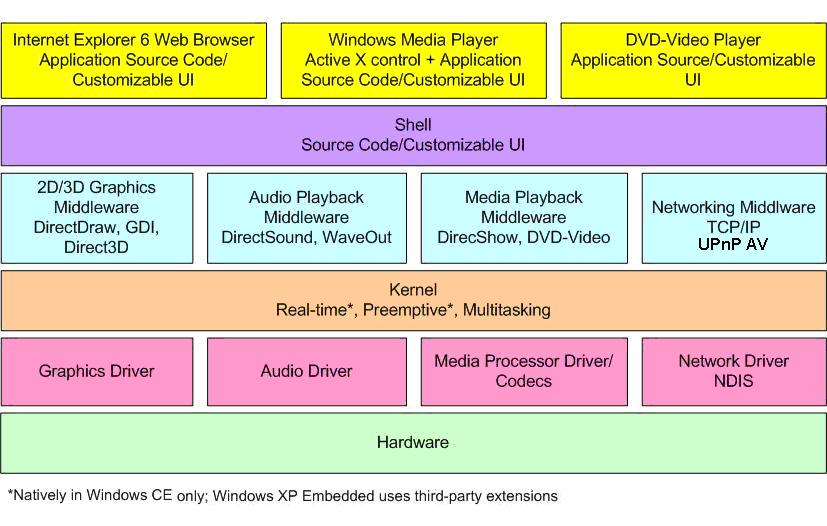 Internet Explorer 6 Web Browser
Application Source Code/
Customizable UI
Windows Media Player
Active X control + Application
Source Code/Customizable UI
DVD-Video Player
Application Source/Customizable
UI
Shell
Source Code/Customizable UI
2D/3D Graphics
Middleware
DirectDraw, GDI,
Direct3D
Audio Playback
Middleware
DirectSound, WaveOut
Media Playback
Middleware
DirecShow, DVD-Video
Networking Middlware
TCP/IP
UPnP AV
Kernel
Real-time*, Preemptive*, Multitasking
Graphics Driver
Audio Driver
Media Processor Driver/
Codecs
Network Driver
NDIS
Hardware
*Natively in Windows CE only; Windows XP Embedded uses third-party extensions